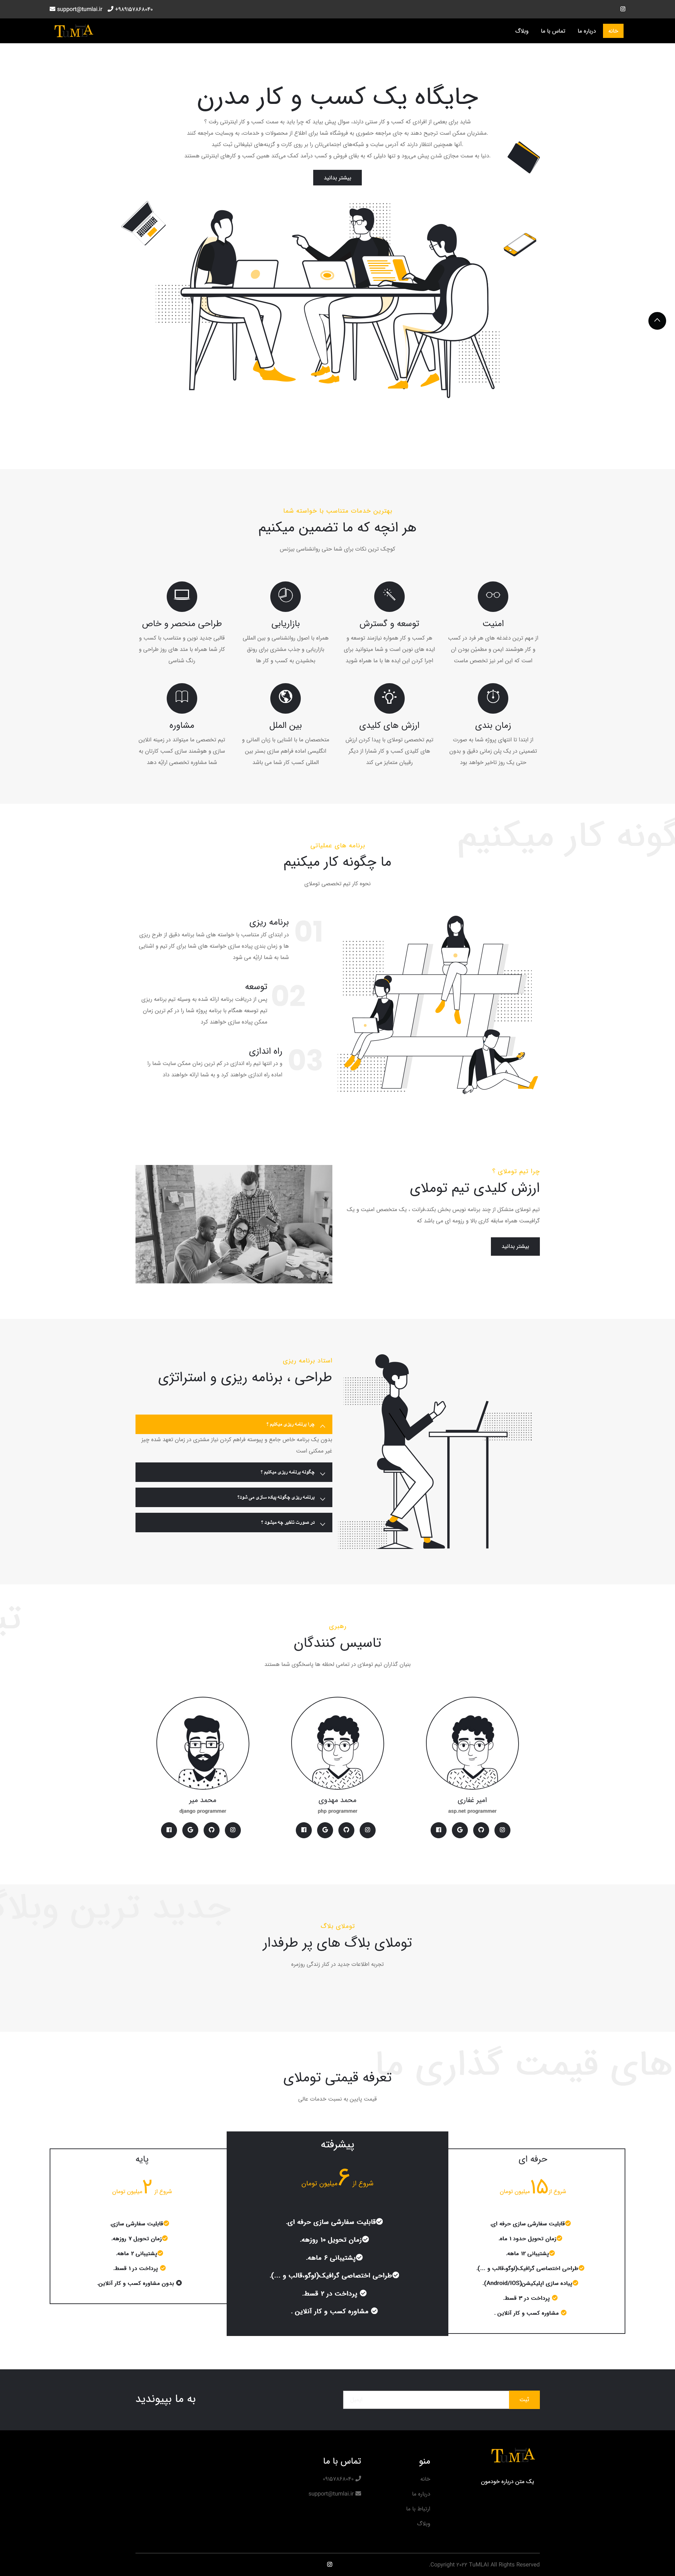 support@tumlai.ir ۰۹۸۹۱۵۷۸۶۸۰۴۰
TUMLA
خانه
درباره ما
تماس با ما
وبلاگ
جایگاه یک کسب و کار مدرن
شاید برای بعضی از افرادی که کسب و کار سنتی دارند، سوال پیش بیاید که چرا باید به سمت کسب و کار اینترنتی رفت ؟
.مشتریان ممکن است ترجیح دهند به جای مراجعه حضوری به فروشگاه شما برای اطلاع از محصولات و خدمات، به وبسایت مراجعه کنند
.آنها همچنین انتظار دارند که آدرس سایت و شبکه‌های اجتماعی‌تان را بر روی کارت و گزینه‌های تبلیغاتی ثبت کنید
.دنیا به سمت مجازی شدن پیش می‌رود و تنها دلیلی که به بقای فروش و کسب درآمد کمک می‌کند همین کسب و کارهای اینترنتی هستند
بیشتر بدانید
بهترین خدمات متناسب با خواسته شما
هر انچه که ما تضمین میکنیم
کوچک ترین نکات برای شما حتی روانشناسی بیزنس
امنیت
از مهم ترین دغدغه های هر فرد در کسب
و کار هوشمند ایمن و مطمئن بودن ان
است که این امر نیز تخصص ماست
توسعه و گسترش
هر کسب و کار همواره نیازمند توسعه و
ایده های نوین است و شما میتوانید برای
اجرا کردن این ایده ها با ما همراه شوید
بازاریابی
همراه با اصول روانشناسی و بین المللی
بازاریابی و جذب مشتری برای رونق
بخشیدن به کسب و کار ها
طراحی منحصر و خاص
قالبی جدید نوین و متناسب با کسب و
کار شما همراه با متد های روز طراحی و
رنگ شناسی
زمان بندی
از ابتدا تا انتهای پروژه شما به صورت
تضمینی در یک پلن زمانی دقیق و بدون
حتی یک روز تاخیر خواهد بود
ارزش های کلیدی
تیم تخصصی توملای با پیدا کردن ارزش
های کلیدی کسب و کار شمارا از دیگر
رقیبان متمایز می کند
بین الملل
متخصصان ما با اشنایی با زبان المانی و
انگلیسی اماده فراهم سازی بستر بین
المللی کسب کار شما می باشد
مشاوره
تیم تخصصی ما میتواند در زمینه انلاین
سازی و هوشمند سازی کسب کارتان به
شما مشاوره تخصصی ارائه دهد
گونه کار میکنیم
برنامه های عملیاتی
ما چگونه کار میکنیم
نحوه کار تیم تخصصی توملای
01
برنامه ریزی
در ابتدای کار متناسب با خواسته های شما برنامه دقیق از طرح ریزی
ها و زمان بندی پیاده سازی خواسته های شما برای کار تیم و اشنایی
شما به شما ارائه می شود
02
توسعه
پس از دریافت برنامه ارائه شده به وسیله تیم برنامه ریزی
تیم توسعه همگام با برنامه پروژه شما را در کم ترین زمان
ممکن پیاده سازی خواهند کرد
03
راه اندازی
و در انتها تیم راه اندازی در کم ترین زمان ممکن سایت شما را
اماده راه اندازی خواهند کرد و به شما ارائه خواهند داد
چرا تیم توملای ؟
ارزش کلیدی تیم توملای
تیم توملای متشکل از چند برنامه نویس بخش بکند،فرانت ، یک متخصص امنیت و یک
گرافیست همراه سابقه کاری بالا و رزومه ای می باشد که
بیشتر بدانید
استاد برنامه ریزی
طراحی ، برنامه ریزی و استراتژی
چرا برنامه ریزی میکنیم ؟
بدون یک برنامه خاص جامع و پیوسته فراهم کردن نیاز مشتری در زمان تعهد شده چیز
غیر ممکنی است
چگونه برنامه ریزی میکنیم ؟
برنامه ریزی چگونه پیاده سازی می شود؟
در صورت تاخیر چه میشود ؟
رهبری
تاسیس کنندگان
بنیان گذاران تیم توملای در تمامی لحظه ها پاسخگوی شما هستند
امیر غفاری
asp.net programmer
محمد مهدوی
php programmer
محمد میر
django programmer
جدید ترین وبلاگ
توملای بلاگ
توملای بلاگ های پر طرفدار
تجربه اطلاعات جدید در کنار زندگی روزمره
های قیمت گذاری ما
تعرفه قیمتی توملای
قیمت پایین به نسبت خدمات عالی
حرفه ای
شروع از ۱۵ میلیون تومان
قابلیت سفارشی سازی حرفه ای.
زمان تحویل حدود ۱ ماه.
پشتیبانی ۱۲ ماهه.
طراحی اختصاصی گرافیک(لوگو،قالب و ...).
پیاده سازی اپلیکیشن(Android/IOS).
پرداخت در ۳ قسط.
مشاوره کسب و کار آنلاین .
پیشرفته
شروع از ۶ میلیون تومان
قابلیت سفارشی سازی حرفه ای.
زمان تحویل ۱۰ روزهه.
پشتیبانی ۶ ماهه.
طراحی اختصاصی گرافیک(لوگو،قالب و ...).
پرداخت در ۲ قسط.
مشاوره کسب و کار آنلاین .
پایه
شروع از ۲ میلیون تومان
قابلیت سفارشی سازی.
زمان تحویل ۷ روزهه.
پشتیبانی ۲ ماهه.
پرداخت در ۱ قسط.
بدون مشاوره کسب و کار آنلاین.
به ما بپیوندید
ثبت
TUMLA
یک متن درباره خودمون
منو
خانه
درباره ما
ارتباط با ما
وبلاگ
تماس با ما
۰۹۱۵۷۸۶۸۰۴۰
support@tumlai.ir
.Copyright ۲۰۲۲ TuMLAI All Rights Reserved